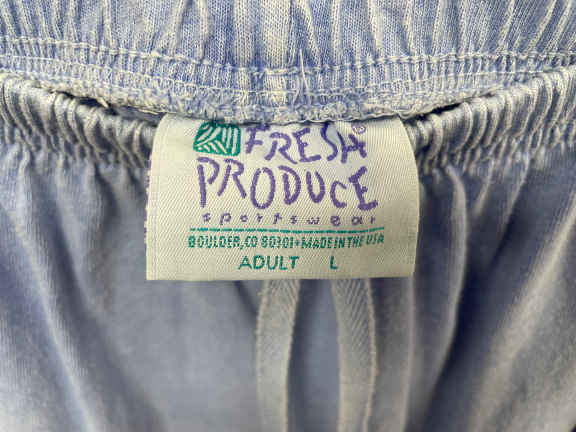 FRESH®
PRODUCE
sportswear
BOULDER, CO 80301•MADE IN THE USA
ADULT L